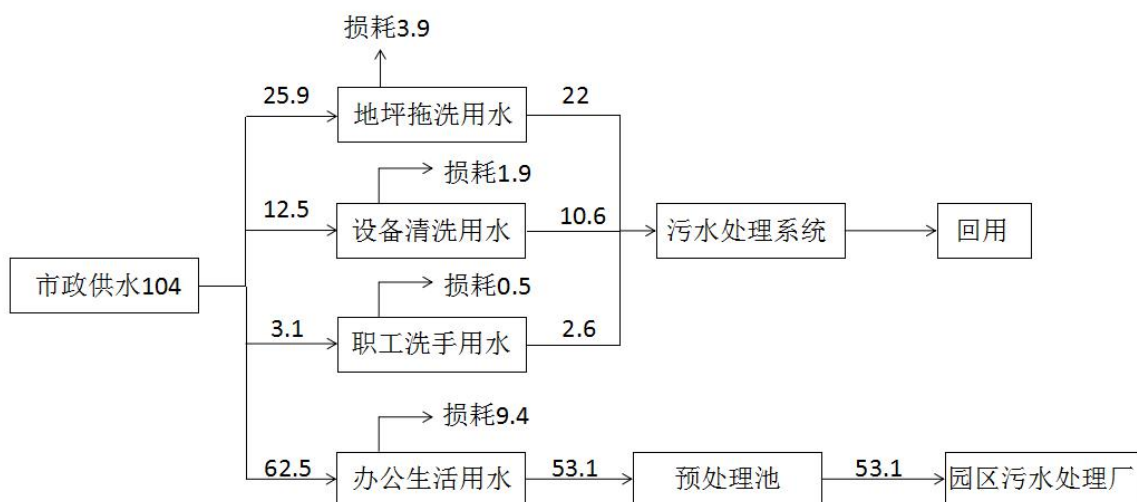 损耗3.9
25.9
地坪拖洗用水
22
损耗1.9
12.5
设备清洗用水
10.6
污水处理系统
回用
市政供水104
损耗0.5
3.1
职工洗手用水
2.6
损耗9.4
62.5
办公生活用水
53.1
预处理池
53.1
园区污水处理厂